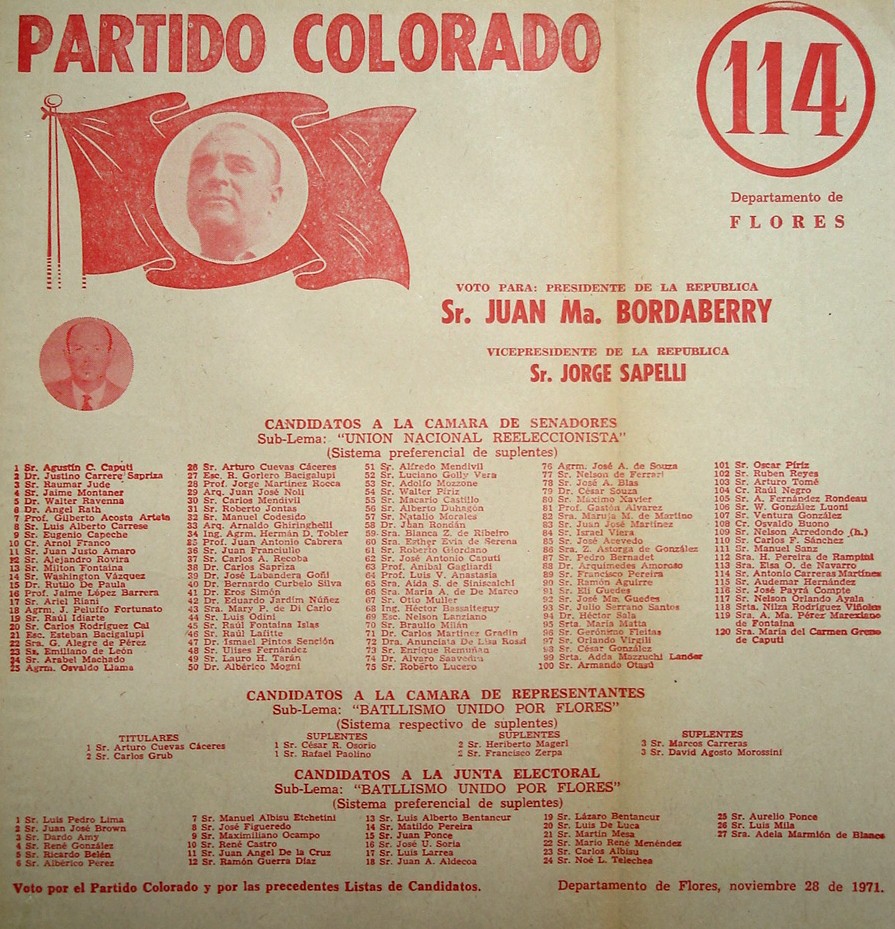 PARTIDO COLORADO
114
Departamento de
FLORES
VOTO PARA: PRESIDENTE DE LA REPUBLICA
Sr. JUAN Ma. BORDABERRY
VICEPRESIDENTE DE LA REPUBLICA
Sr. JORGE SAPELLI
CANDIDATOS A LA CAMARA DE SENADORES
Sub-Lema: "UNION NACIONAL REELECCIONISTA"
(Sistema preferencial de suplentes)
1 Sr. Agustín C. Caputi
2 Dr. Justino Carrere Sapriza
3 Sr. Raumar Jude
4 Sr. Jaime Montaner
5 Dr. Walter Ravenna
6 Dr. Angel Rath
7 Prof. Gilberto Acosta Arteta
8 Sr. Luis Alberto Carrese
9 Sr. Eugenio Capeche
10 Cr. Arnol Franco
11 Sr. Juan Justo Amaro
12 Sr. Alejandro Rovira
13 Sr. Milton Fontaina
14 Sr. Washington Vázquez
15 Dr. Rutilo De Paula
16 Prof. Jaime López Barrera
17 Sr. Ariel Riani
18 Agrm. J. Peluffo Fortunato
19 Sr. Raúl Idiarte
20 Sr. Carlos Rodríguez Cal
21 Esc. Esteban Bacigalupi
22 Sra. G. Alegre de Pérez
23 Sr. Emiliano de León
24 Sr. Arabel Machado
25 Agrm. Osvaldo Llama
26 Sr. Arturo Cuevas Cáceres
27 Esc. R. Gorlero Bacigalupi
28 Prof. Jorge Martínez Rocca
29 Arq. Juan José Noli
30 Sr. Carlos Mendivil
31 Sr. Roberto Jontas
32 Sr. Manuel Codesido
33 Arq. Arnaldo Ghiringhelli
34 Ing. Agrm. Hermán D. Tobler
35 Prof. Juan Antonio Cabrera
36 Sr. Juan Franciullo
37 Sr. Carlos A. Recoba
38 Dr. Carlos Sapriza
39 Dr. José Labandera Goñi
40 Dr. Bernardo Curbelo Silva
41 Dr. Eros Simón
42 Dr. Eduardo Jardim Núñez
43 Sra. Mary P. de Di Carlo
44 Sr. Luis Odini
45 Sr. Raúl Fontaina Islas
46 Sr. Raúl Lafitte
47 Dr. Ismael Pintos Sención
48 Sr. Ulises Fernández
49 Sr. Lauro H. Tarán
50 Dr. Albérico Mogni
51 Sr. Alfredo Mendivil
52 Sr. Luciano Golly Vera
53 Sr. Adolfo Mozzone
54 Sr. Walter Piriz
55 Sr. Macario Castillo
56 Sr. Alberto Duhagón
57 Sr. Natalio Morales
58 Dr. Jhan Rondán
59 Sra. Blanca Z. de Ribeiro
60 Sra. Esther Evia de Serena
61 Sr. Roberto Giordano
62 Sr. José Antonio Caputi
63 Prof. Aníbal Gagliardi
64 Prof. Luis V. Anastasia
65 Sra. Aida S. de Siniscalchi
66 Sra. María A. de De Marco
67 Sr. Otto Muller
68 Ing. Héctor Bassaiteguy
69 Esc. Nelson Lanziano
70 Sr. Braulio Milán
71 Dr. Carlos Martínez Gradin
72 Dra. Anunciata De Lisa Rossi
73 Sr. Enrique Remuñan
74 Dr. Alvaro Saavedra
75 Sr. Roberto Lucero
76 Agrm. José A. de Souza
77 Sr. Nelson de Ferrari
78 Sr. José A. Blas
79 Dr. César Souza
80 Sr. Máximo Xavier
81 Prof. Gastón Alvarez
82 Sra. Maruja M. de Martino
83 Sr. Juan José Martínez
84 Sr. Israel Viera
85 Sr. José Acevedo
86 Sra. Z. Astorga de González
87 Sr. Pedro Bernadet
88 Dr. Arquímedes Amoroso
89 Sr. Francisco Pereira
90 Sr. Ramón Aguirre
91 Sr. Eli Guedes
92 Sr. José Ma. Guedes
93 Sr. Julio Serrano Santos
94 Dr. Héctor Sala
95 Srta. María Matta
96 Sr. Gerónimo Fleitas
97 Sr. Orlando Virgili
98 Sr. César González
99 Srta. Adda Mazzuchi Lander
100 Sr. Armando Otazú
101 Sr. Oscar Piriz
102 Sr. Ruben Reyes
103 Sr. Arturo Tomé
104 Cr. Raúl Negro
105 Sr. A. Fernández Rondeau
106 Sr. W. González Luoni
107 Sr. Ventura González
108 Cr. Osvaldo Buono
109 Sr. Nelson Arredondo (h.)
110 Sr. Carlos F. Sánchez
111 Sr. Manuel Sanz
112 Sra. H. Pereira de Rampini
113 Sra. Elsa O. de Navarro
114 Sr. Antonio Carreras Martínez
115 Sr. Audemar Hernández
116 Sr. José Payrá Compte
117 Sr. Nelson Orlando Ayala
118 Srta. Nilza Rodríguez Viñoles
119 Sra. A. Ma. Pérer Marexiano
de Fontaina
120 Sra. María del Carmen Grosso
de Caputi
CANDIDATOS A LA CAMARA DE REPRESENTANTES
Sub-Lema: "BATLLISMO UNIDO POR FLORES"
(Sistema respectivo de suplentes)
TITULARES
1 Sr. Arturo Cuevas Cáceres
2 Sr. Carlos Grub
SUPLENTES
1 Sr. César R. Osorio
1 Sr. Rafael Paolino
SUPLENTES
2 Sr. Heriberto Magerl
2 Sr. Francisco Zerpa
SUPLENTES
3 Sr. Marcos Carreras
3 Sr. David Agosto Morossini
CANDIDATOS A LA JUNTA ELECTORAL
Sub-Lema: "BATLLISMO UNIDO POR FLORES"
(Sistema preferencial de suplentes)
1 Sr. Luis Pedro Lima
2 Sr. Juan José Brown
3 Sr. Dardo Amy
4 Sr. René González
5 Sr. Ricardo Belén
6 Sr. Albérico Pérez
7 Sr. Manuel Albisu Etchetini
8 Sr. José Figueredo
9 Sr. Maximiliano Ocampo
10 Sr. René Castro
11 Sr. Juan Angel De la Cruz
12 Sr. Ramón Guerra Díaz
13 Sr. Luis Alberto Bentancur
14 Sr. Matildo Pereira
15 Sr. Juan Ponce
16 Sr. José U. Soria
17 Sr. Luis Larrea
18 Sr. Juan A. Aldecoa
19 Sr. Lázaro Bentancur
20 Sr. Luis De Luca
21 Sr. Martín Mesa
22 Sr. Mario René Menéndez
23 Sr. Carlos Albisu
24 Sr. Noé L. Telechea
25 Sr. Aurelio Ponce
26 Sr. Luis Mila
27 Sra. Adela Marmión de Blanco
Voto por el Partido Colorado y por las precedentes Listas de Candidatos.
Departamento de Flores, noviembre 28 de 1971.